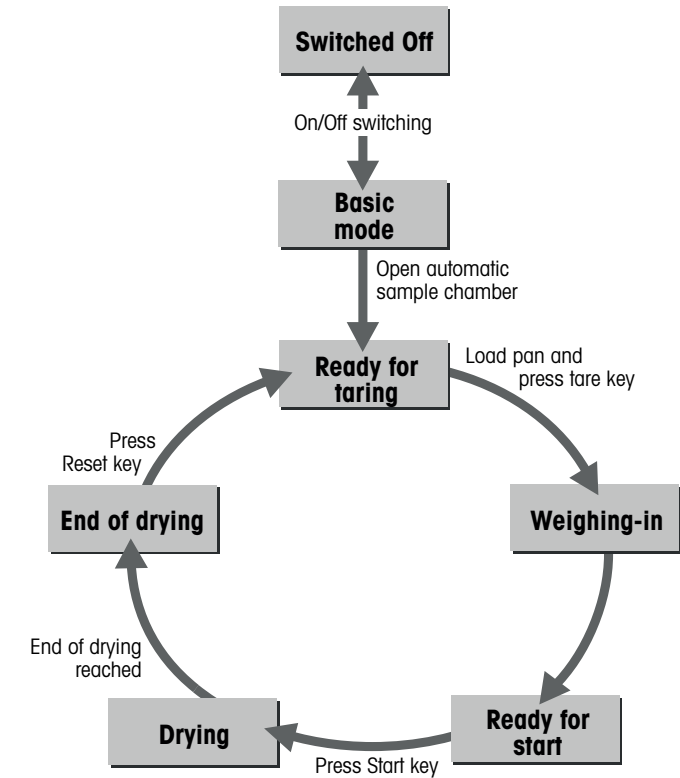 Switched Off
On/Off switching
Basic
mode
Open automatic
sample chamber
Ready for
taring
Load pan and
press tare key
Press
Reset key
End of drying
Weighing-in
End of drying
reached
Drying
Ready for
start
Press Start key